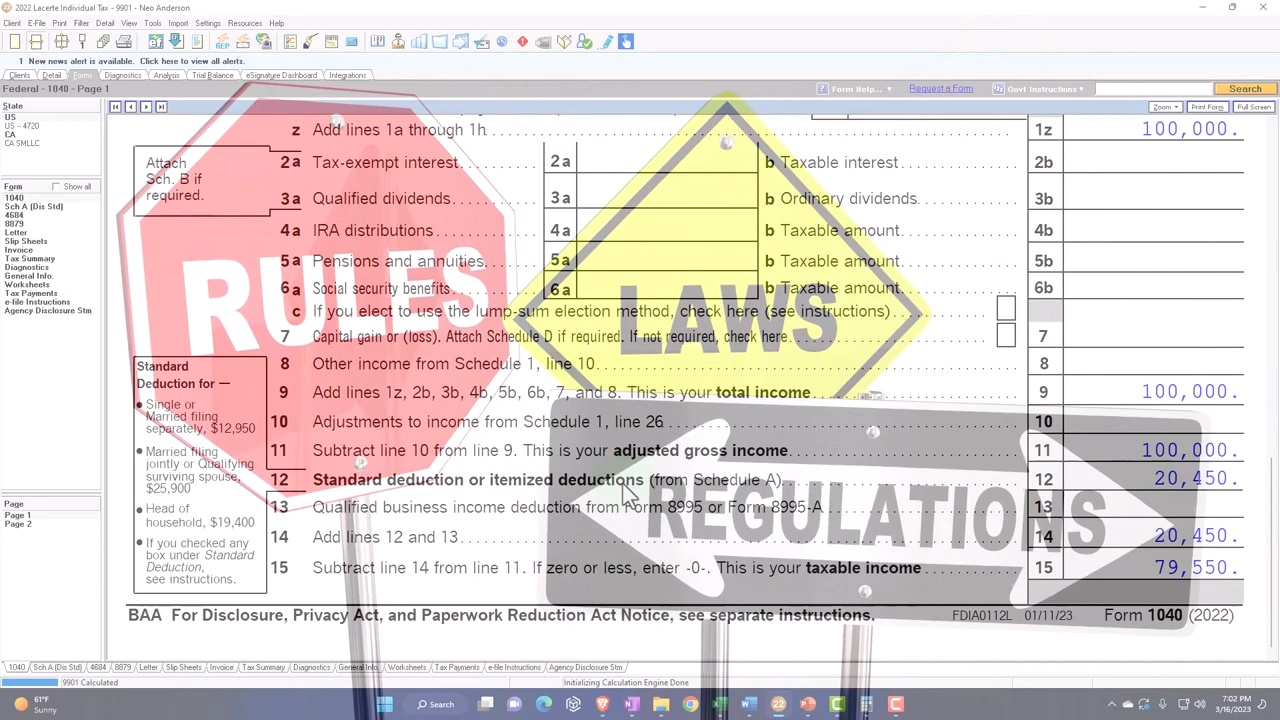 2022 Lacerte Individual Tax - 9901 - Neo Anderson
Client E-File Print Filter Detail View Tools Import Settings Resources Help
REP
1 New news alert is available. Click here to view all alerts.
Clients Detail Forms Diagnostics Analysis Trial Balance eSignature Dashboard Integrations
Federal - 1040 - Page 1 Form Help... Request a Form Govt Instructions Search
State
US
US - 4720
CA
CA SMLLC
Form Show all
1040
Sch A (Dis Std)
4684
8879
Letter
Slip Sheets
Invoice
Tax Summary
Diagnostics
General Info.
Worksheets
Tax Payments
e-file Instructions
Agency Disclosure Stm
Page
Page 1
Page 2
Zoom Print Form Full Screen
z Add lines 1a through 1h 1z 100,000.
Attach
Sch. B if
required.
2a Tax-exempt interest 2a b Taxable interest 2b
3a Qualified dividends 3a b Ordinary dividends 3b
4a IRA distributions 4a b Taxable amount 4b
5a Pensions and annuities 5a b Taxable amount 5b
6a Social security benefits 6a b Taxable amount 6b
c If you elect to use the lump-sum election method, check here (see instructions)
7 Capital gain or (loss). Attach Schedule D if required. If not required, check here 7
8 Other income from Schedule 1, line 10 8
9 Add lines 1z, 2b, 3b, 4b, 5b, 6b, 7, and 8. This is your total income 9 100,000.
10 Adjustments to income from Schedule 1, line 26 10
11 Subtract line 10 from line 9. This is your adjusted gross income 11 100,000.
12 Standard deduction or itemized deductions (from Schedule A) 12 20,450.
13 Qualified business income deduction from Form 8995 or Form 8995-A 13
14 Add lines 12 and 13 14 20,450.
15 Subtract line 14 from line 11. If zero or less, enter -0-. This is your taxable income 15 79,550.
Standard
Deduction for —
• Single or
Married filing
separately, $12,950
• Married filing
jointly or Qualifying
surviving spouse,
$25,900
• Head of
household, $19,400
• If you checked any
box under Standard
Deduction,
see instructions.
BAA For Disclosure, Privacy Act, and Paperwork Reduction Act Notice, see separate instructions. FDIA0112L 01/11/23 Form 1040 (2022)
RULES
LAWS
REGULATIONS
1040 Sch A (Dis Std) 4684 8879 Letter Slip Sheets Invoice Tax Summary Diagnostics General Info. Worksheets Tax Payments e-file Instructions Agency Disclosure Stm
9901 Calculated Initializing Calculation Engine Done
61°F
Sunny
Search
22
7:02 PM
3/16/2023